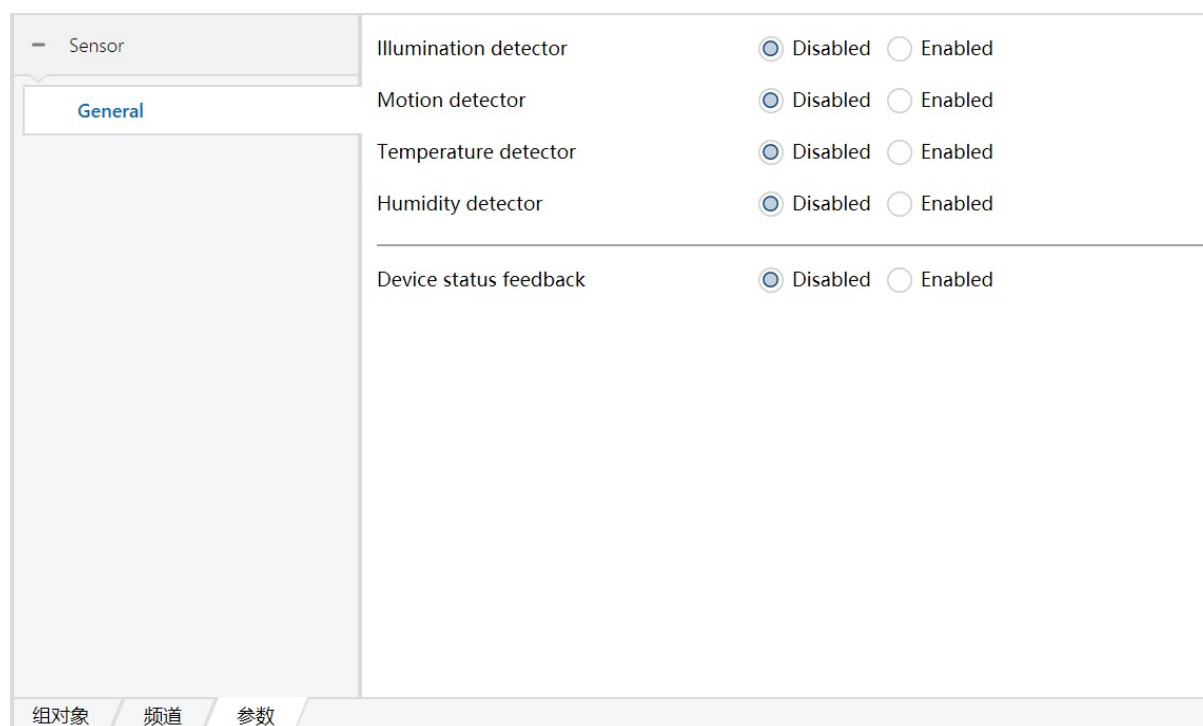 Sensor
General
Illumination detector Disabled Enabled
Motion detector Disabled Enabled
Temperature detector Disabled Enabled
Humidity detector Disabled Enabled
Device status feedback Disabled Enabled
组对象 频道 参数